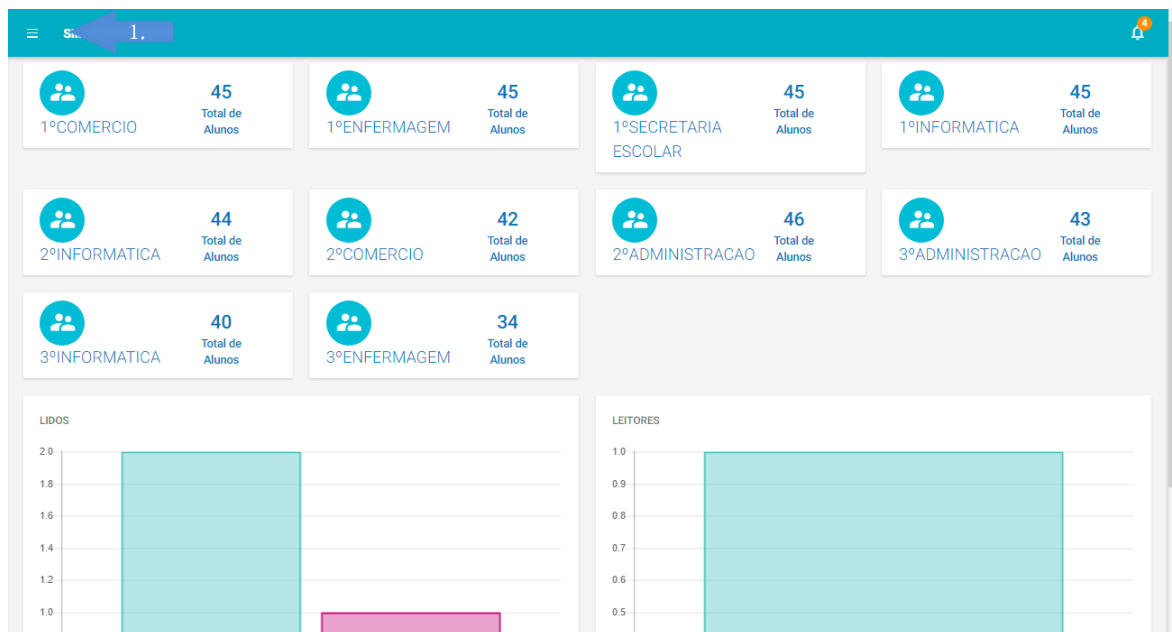 1.
4
45
Total de
Alunos
1ºCOMERCIO
45
Total de
Alunos
1ºENFERMAGEM
45
Total de
Alunos
1ºSECRETARIA
ESCOLAR
45
Total de
Alunos
1ºINFORMATICA
44
Total de
Alunos
2ºINFORMATICA
42
Total de
Alunos
2ºCOMERCIO
46
Total de
Alunos
2ºADMINISTRACAO
43
Total de
Alunos
3ºADMINISTRACAO
40
Total de
Alunos
3ºINFORMATICA
34
Total de
Alunos
3ºENFERMAGEM
LIDOS
2.0
1.8
1.6
1.4
1.2
1.0
LEITORES
1.0
0.9
0.8
0.7
0.6
0.5